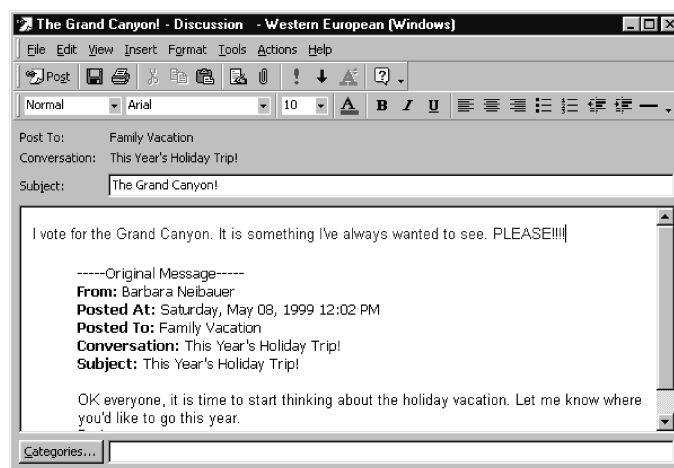 The Grand Canyon! - Discussion - Western European (Windows)
File Edit View Insert Format Tools Actions Help
Post
Normal Arial 10 A B I U
Post To: Family Vacation
Conversation: This Year's Holiday Trip!
Subject: The Grand Canyon!
I vote for the Grand Canyon. It is something I've always wanted to see. PLEASE!!!!
-----Original Message-----
From: Barbara Neibauer
Posted At: Saturday, May 08, 1999 12:02 PM
Posted To: Family Vacation
Conversation: This Year's Holiday Trip!
Subject: This Year's Holiday Trip!
OK everyone, it is time to start thinking about the holiday vacation. Let me know where
you'd like to go this year.
Categories...